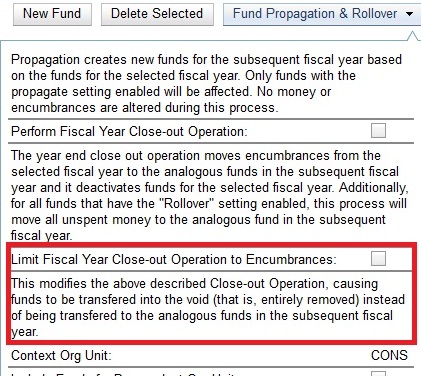 New Fund Delete Selected Fund Propagation & Rollover
Propagation creates new funds for the subsequent fiscal year based
on the funds for the selected fiscal year. Only funds with the
propagate setting enabled will be affected. No money or
encumbrances are altered during this process.
Perform Fiscal Year Close-out Operation:
The year end close out operation moves encumbrances from the
selected fiscal year to the analogous funds in the subsequent fiscal
year and it deactivates funds for the selected fiscal year. Additionally,
for all funds that have the "Rollover" setting enabled, this process will
move all unspent money to the analogous fund in the subsequent
fiscal year.
Limit Fiscal Year Close-out Operation to Encumbrances:
This modifies the above described Close-out Operation, causing
funds to be transfered into the void (that is, entirely removed) instead
of being transfered to the analogous funds in the subsequent fiscal
year.
Context Org Unit: CONS